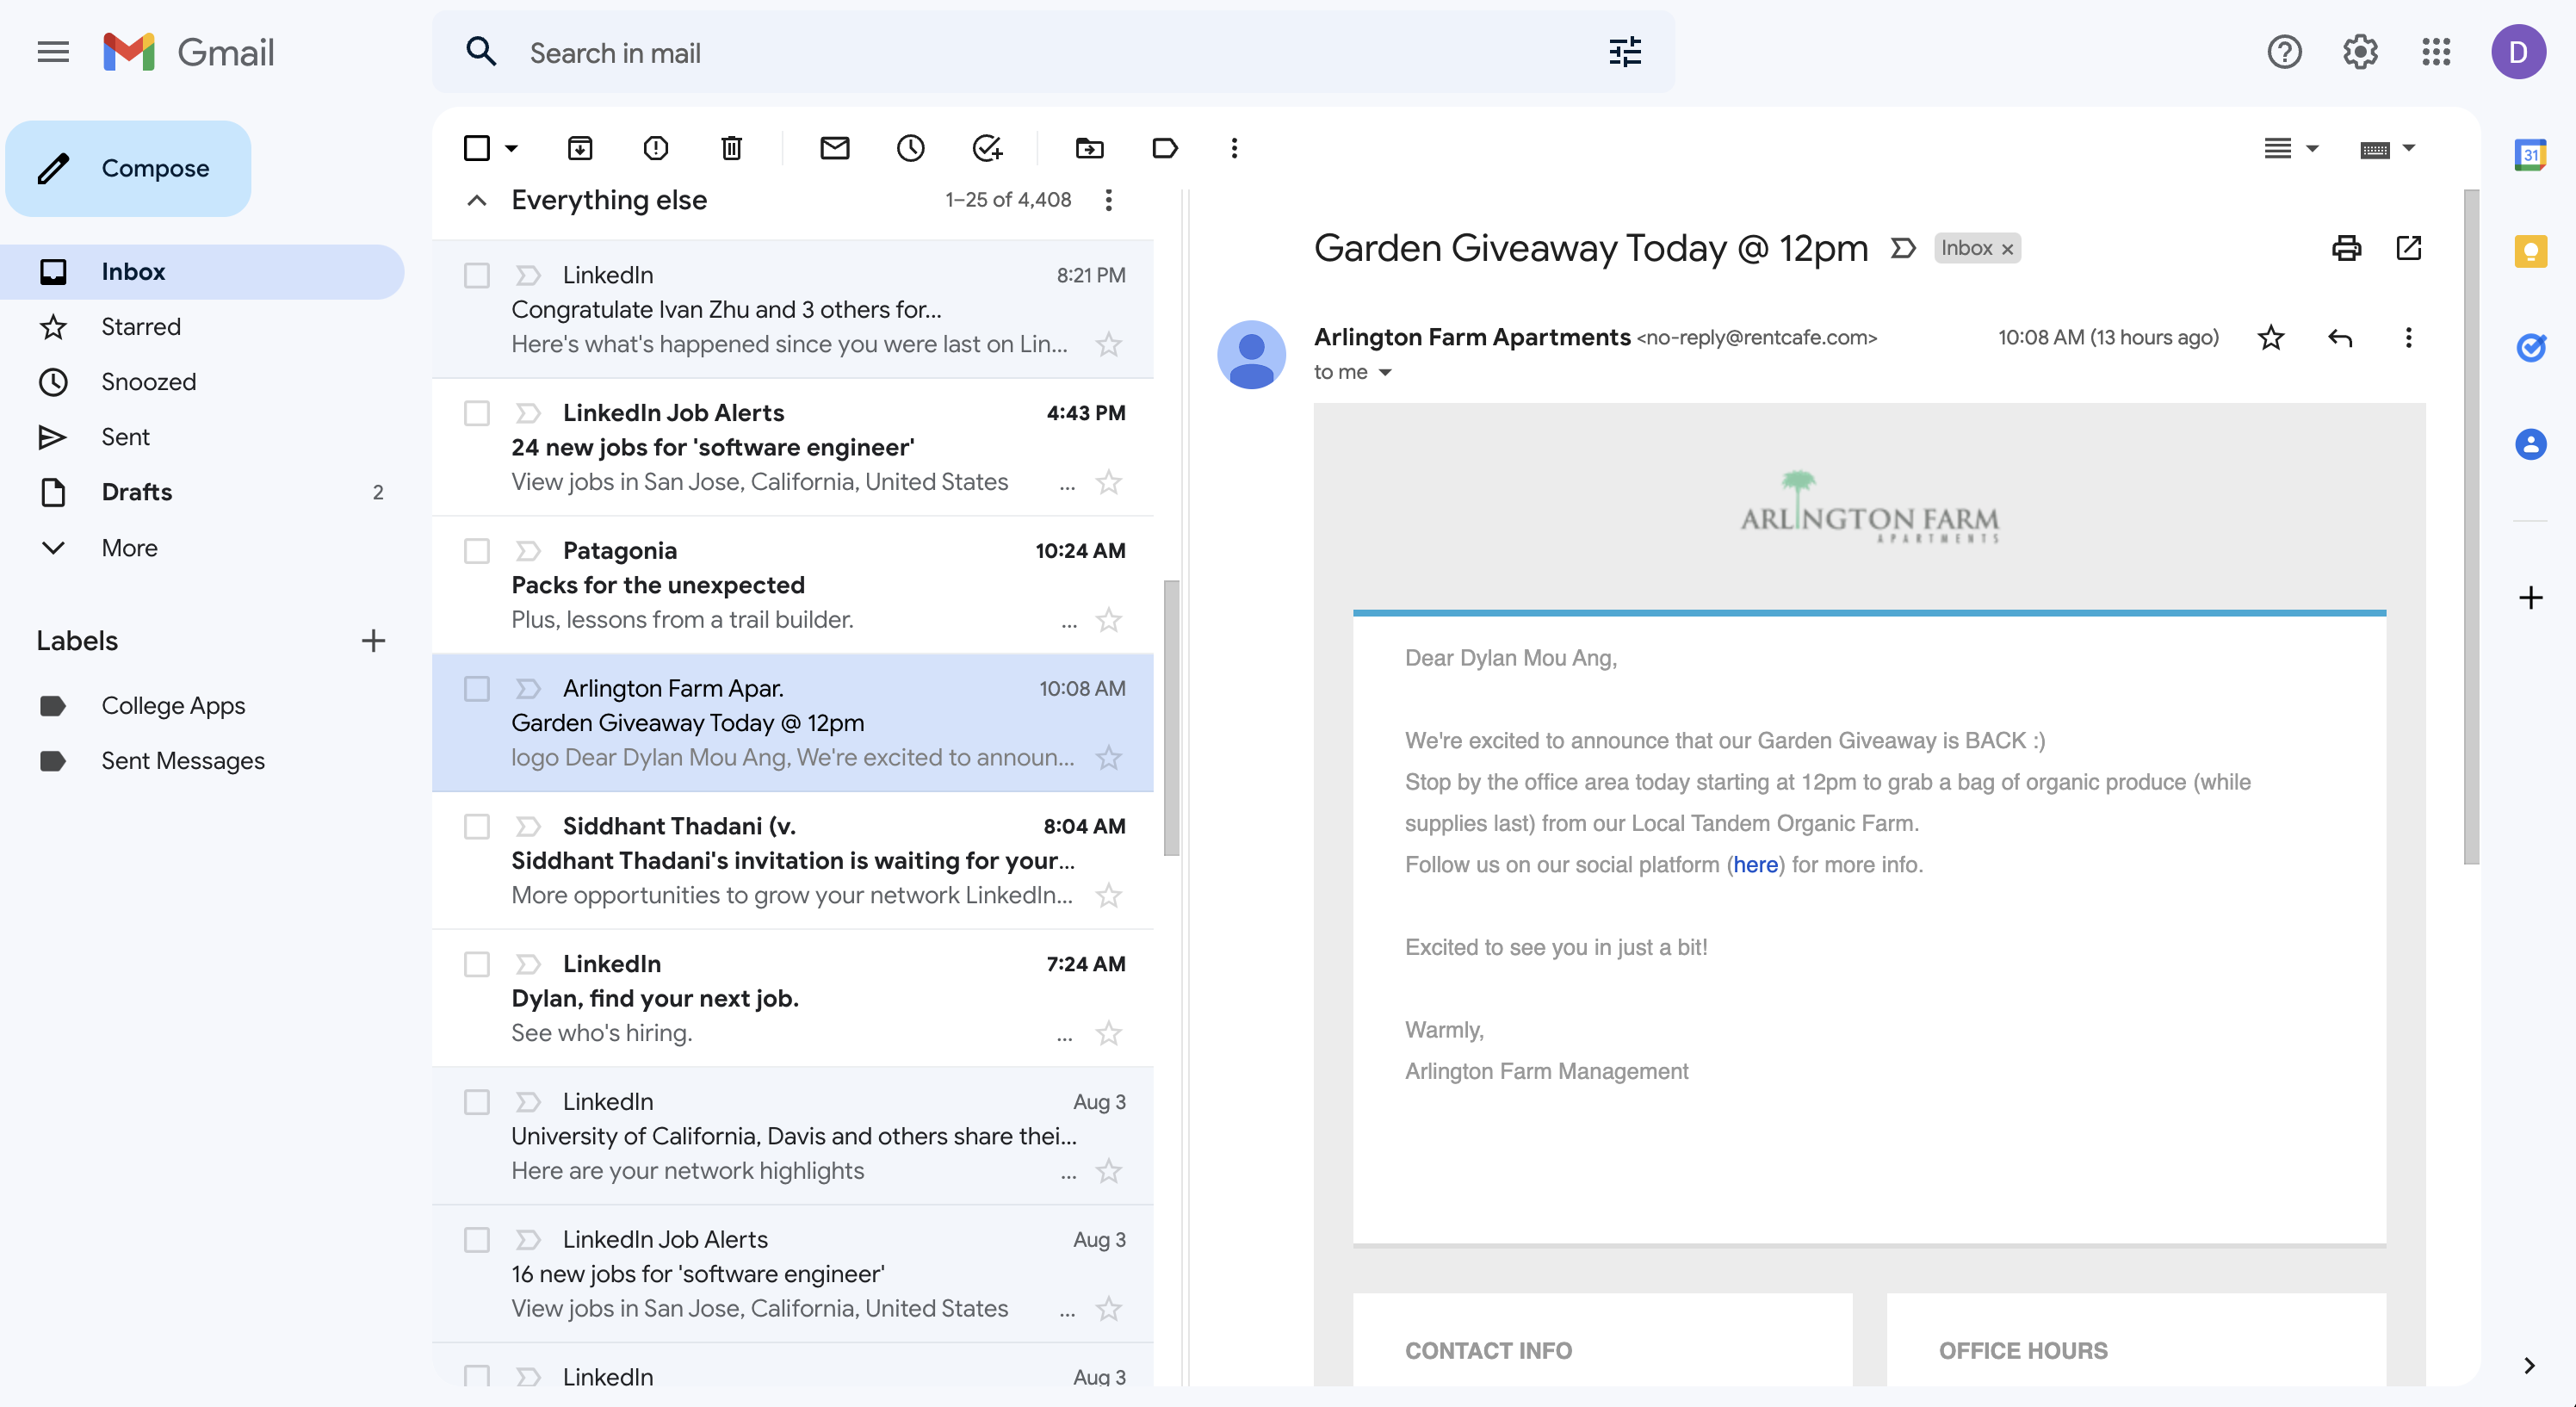 Gmail
Search in mail
D
Compose
Inbox
Starred
Snoozed
Sent
Drafts 2
More
Labels
College Apps
Sent Messages
Everything else 1–25 of 4,408
LinkedIn 8:21 PM
Congratulate Ivan Zhu and 3 others for...
Here's what's happened since you were last on Lin...
LinkedIn Job Alerts 4:43 PM
24 new jobs for 'software engineer'
View jobs in San Jose, California, United States ...
Patagonia 10:24 AM
Packs for the unexpected
Plus, lessons from a trail builder. ...
Arlington Farm Apar. 10:08 AM
Garden Giveaway Today @ 12pm
logo Dear Dylan Mou Ang, We're excited to announ...
Siddhant Thadani (v. 8:04 AM
Siddhant Thadani's invitation is waiting for your...
More opportunities to grow your network LinkedIn...
LinkedIn 7:24 AM
Dylan, find your next job.
See who's hiring. ...
LinkedIn Aug 3
University of California, Davis and others share thei...
Here are your network highlights ...
LinkedIn Job Alerts Aug 3
16 new jobs for 'software engineer'
View jobs in San Jose, California, United States ...
LinkedIn Aug 3
Garden Giveaway Today @ 12pm Inbox ×
Arlington Farm Apartments <no-reply@rentcafe.com> 10:08 AM (13 hours ago)
to me
ARLINGTON FARM
APARTMENTS
Dear Dylan Mou Ang,
We're excited to announce that our Garden Giveaway is BACK :)
Stop by the office area today starting at 12pm to grab a bag of organic produce (while
supplies last) from our Local Tandem Organic Farm.
Follow us on our social platform (here) for more info.
Excited to see you in just a bit!
Warmly,
Arlington Farm Management
CONTACT INFO
OFFICE HOURS
31